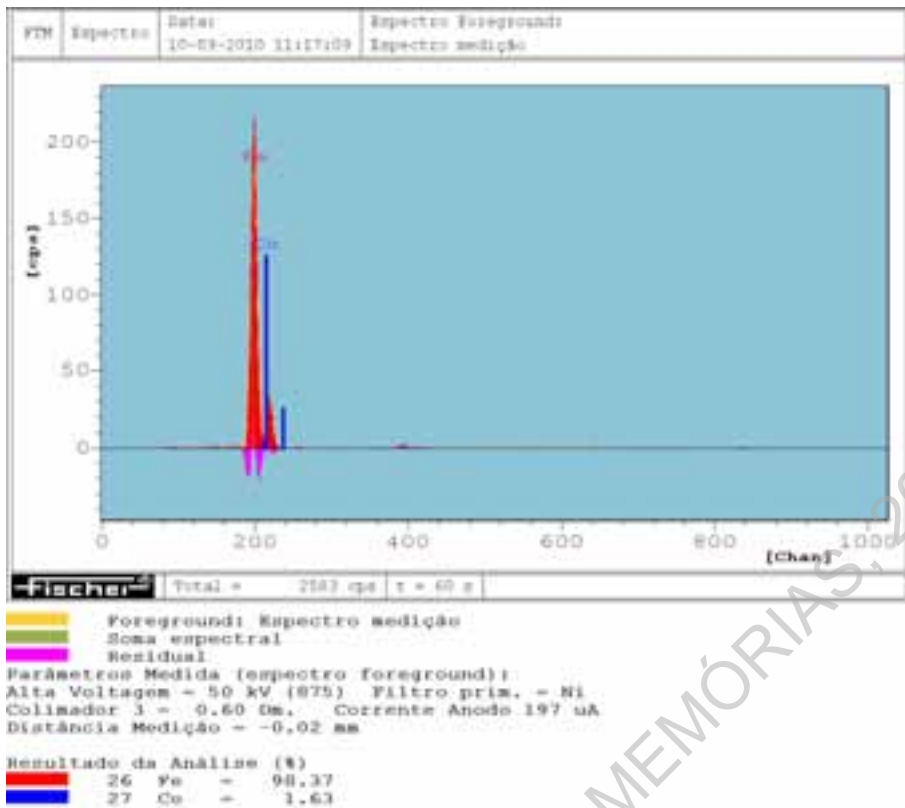 FTM Espectro
Data:
10-09-2010 11:17:09
Espectro Foreground:
Espectro medição
200
150
100
50
0
[cps]
Fe
Co
0 200 400 600 800 1000
[Chan]
Fischer Total = 2583 cps t = 60 s
Foreground: Espectro medição
Soma espectral
Residual
Parâmetros Medida (espectro foreground):
Alta Voltagem = 50 kV (875) Filtro prim. = Ni
Colimador 3 = 0.60 Dm. Corrente Anodo 197 uA
Distância Medição = -0.02 mm
Resultado da Análise (%)
26 Fe = 98.37
27 Co = 1.63
MEMÓRIAS,